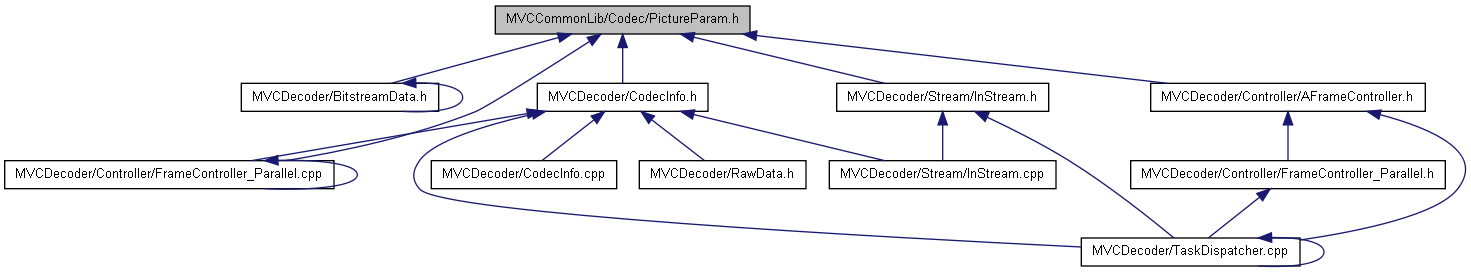 MVCCommonLib/Codec/PictureParam.h
MVCDecoder/BitstreamData.h
MVCDecoder/CodecInfo.h
MVCDecoder/Stream/InStream.h
MVCDecoder/Controller/AFrameController.h
MVCDecoder/Controller/FrameController_Parallel.cpp
MVCDecoder/CodecInfo.cpp
MVCDecoder/RawData.h
MVCDecoder/Stream/InStream.cpp
MVCDecoder/Controller/FrameController_Parallel.h
MVCDecoder/TaskDispatcher.cpp